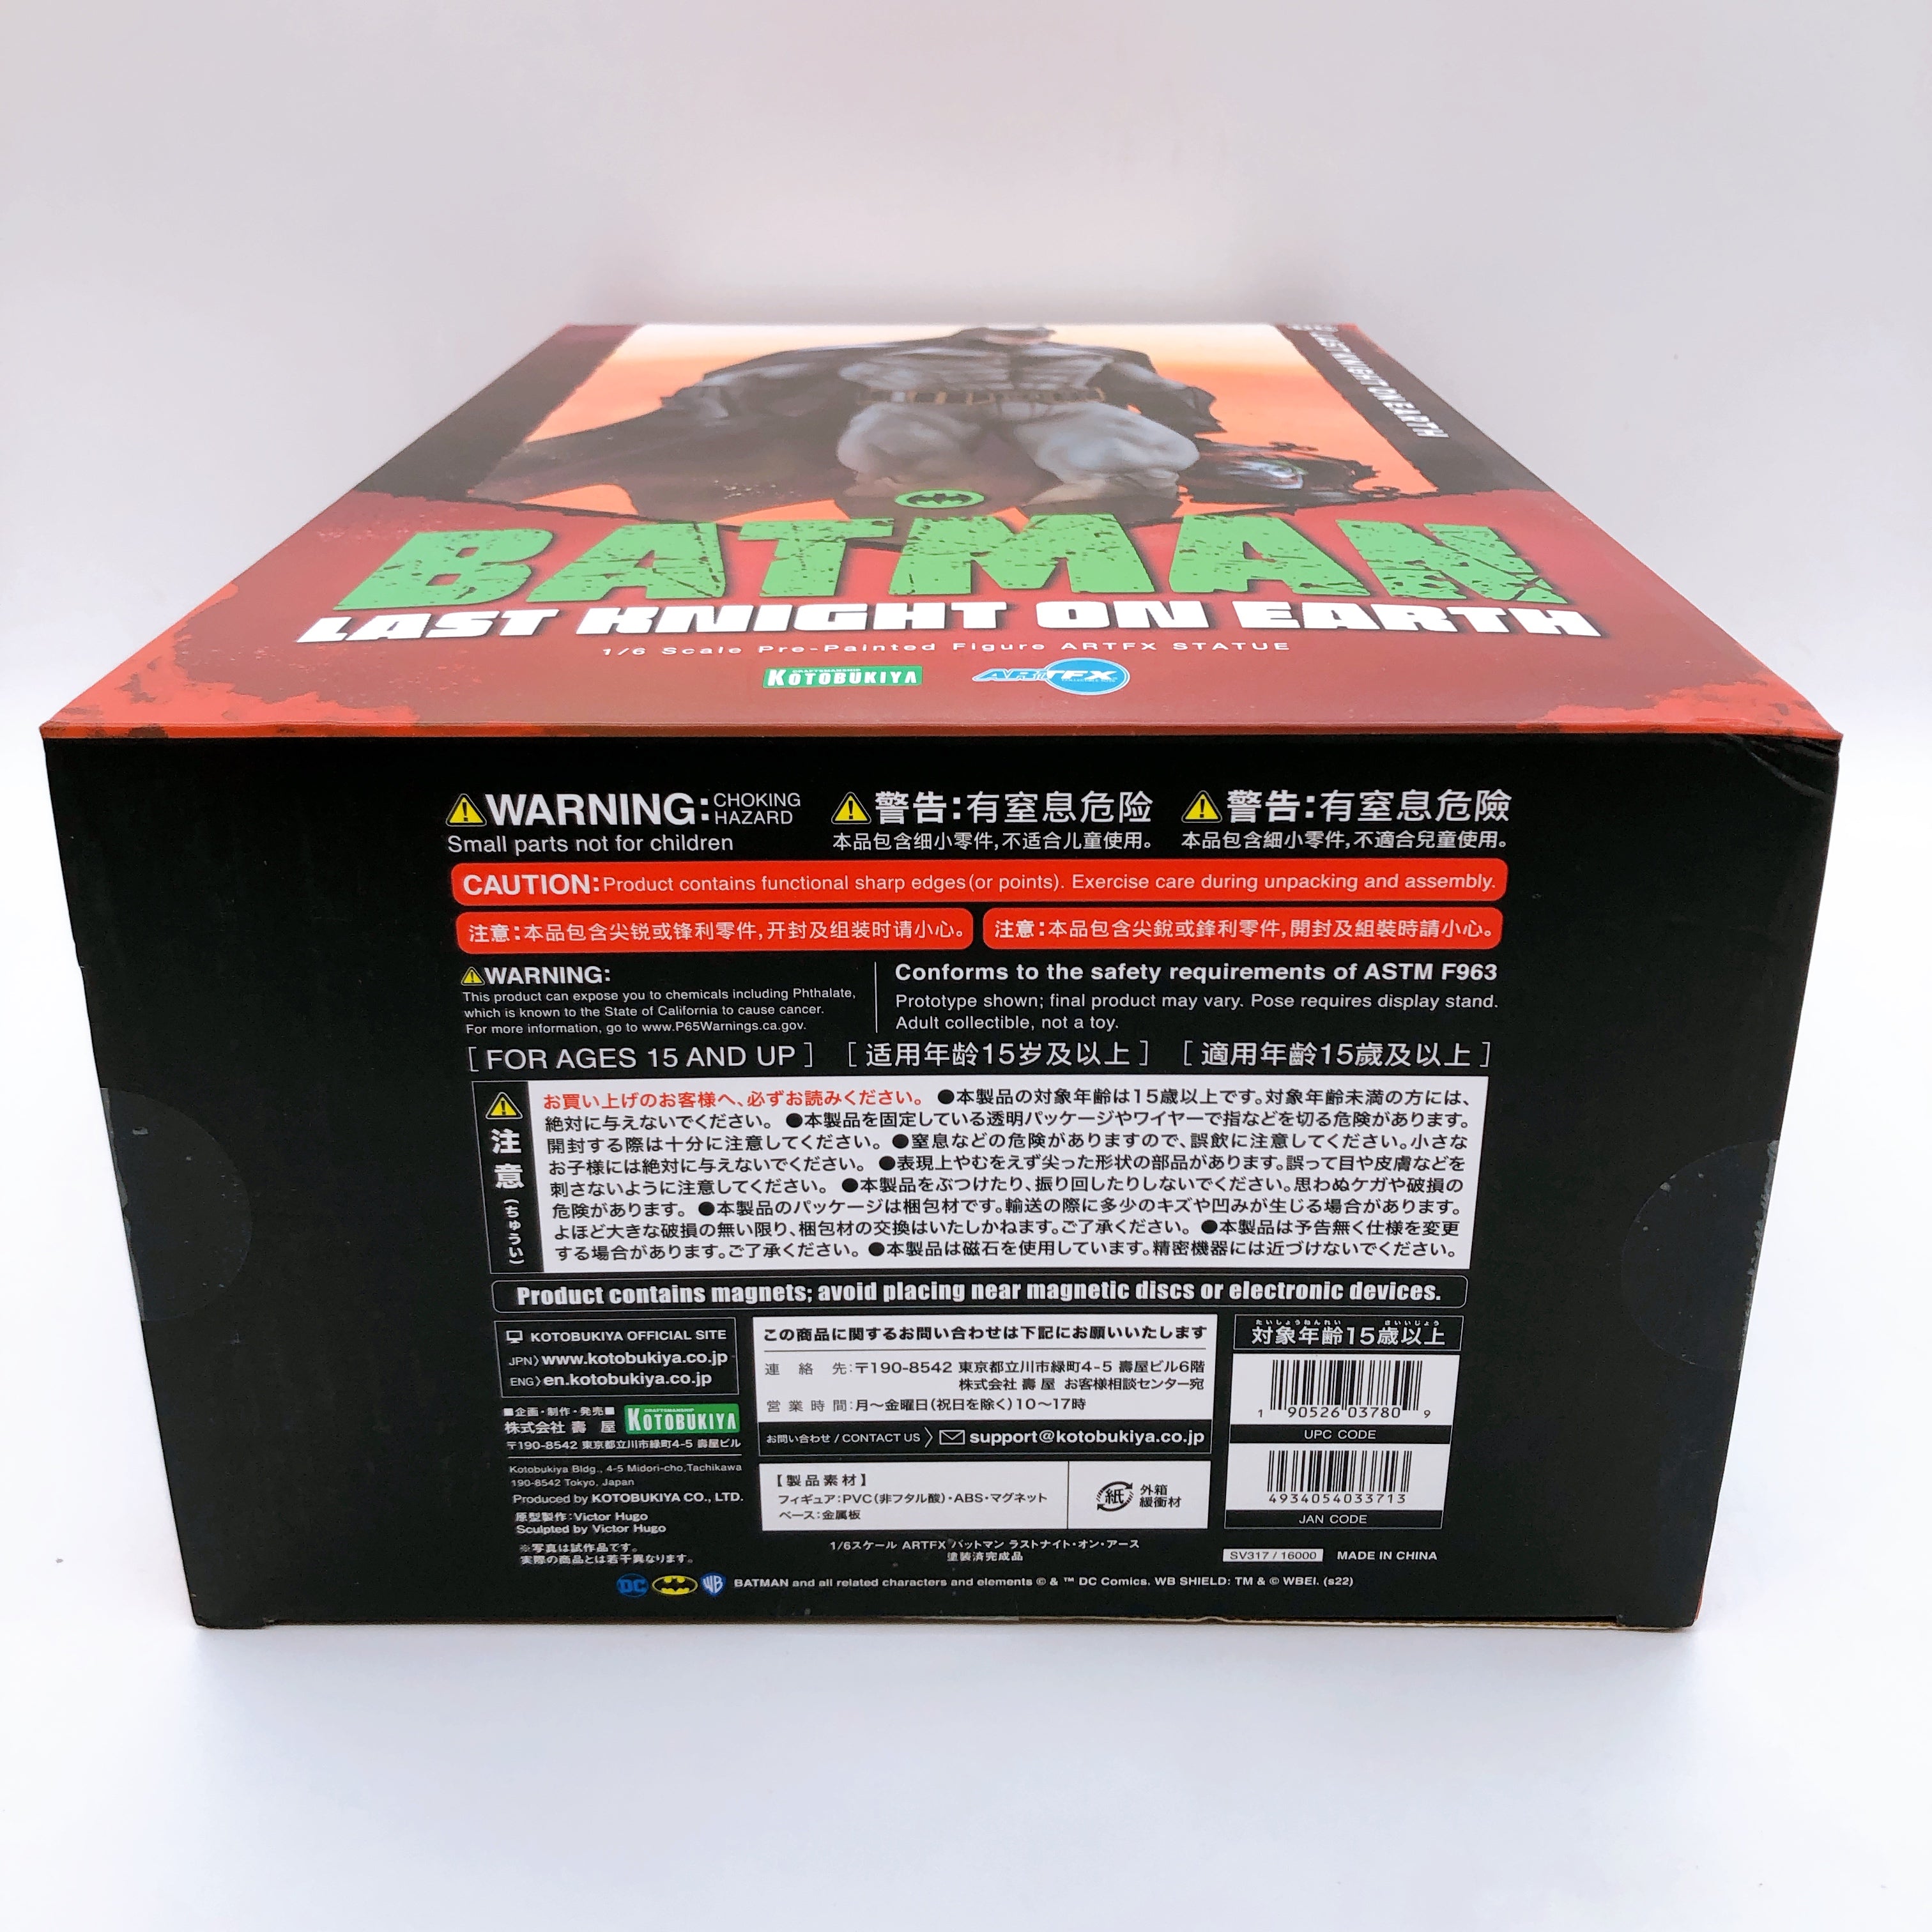 LAST KNIGHT ON EARTH
BATMAN
LAST KNIGHT ON EARTH
1/6 Scale Pre-Painted Figure ARTFX STATUE
CRAFTSMANSHIP
KOTOBUKIYA
ARTFX
WARNING: CHOKING HAZARD
Small parts not for children
警告:有窒息危险
本品包含细小零件,不适合儿童使用。
警告:有窒息危險
本品包含細小零件,不適合兒童使用。
CAUTION:Product contains functional sharp edges(or points). Exercise care during unpacking and assembly.
注意:本品包含尖锐或锋利零件,开封及组装时请小心。
注意:本品包含尖銳或鋒利零件,開封及組裝時請小心。
WARNING:
This product can expose you to chemicals including Phthalate,
which is known to the State of California to cause cancer.
For more information, go to www.P65Warnings.ca.gov.
Conforms to the safety requirements of ASTM F963
Prototype shown; final product may vary. Pose requires display stand.
Adult collectible, not a toy.
[ FOR AGES 15 AND UP ] [ 适用年龄15岁及以上 ] [ 適用年齡15歲及以上 ]
注意(ちゅうい)
お買い上げのお客様へ、必ずお読みください。 ●本製品の対象年齢は15歳以上です。対象年齢未満の方には、
絶対に与えないでください。 ●本製品を固定している透明パッケージやワイヤーで指などを切る危険があります。
開封する際は十分に注意してください。 ●窒息などの危険がありますので、誤飲に注意してください。小さな
お子様には絶対に与えないでください。 ●表現上やむをえず尖った形状の部品があります。誤って目や皮膚などを
刺さないように注意してください。 ●本製品をぶつけたり、振り回したりしないでください。思わぬケガや破損の
危険があります。 ●本製品のパッケージは梱包材です。輸送の際に多少のキズや凹みが生じる場合があります。
よほど大きな破損の無い限り、梱包材の交換はいたしかねます。ご了承ください。 ●本製品は予告無く仕様を変更
する場合があります。ご了承ください。 ●本製品は磁石を使用しています。精密機器には近づけないでください。
Product contains magnets; avoid placing near magnetic discs or electronic devices.
KOTOBUKIYA OFFICIAL SITE
JPN〉www.kotobukiya.co.jp
ENG〉en.kotobukiya.co.jp
■企画・制作・発売■
株式会社 壽 屋
CRAFTSMANSHIP
KOTOBUKIYA
〒190-8542 東京都立川市緑町4-5 壽屋ビル
Kotobukiya Bldg., 4-5 Midori-cho,Tachikawa
190-8542 Tokyo, Japan
Produced by KOTOBUKIYA CO., LTD.
原型製作:Victor Hugo
Sculpted by Victor Hugo
※写真は試作品です。
実際の商品とは若干異なります。
この商品に関するお問い合わせは下記にお願いいたします
連 絡 先:〒190-8542 東京都立川市緑町4-5 壽屋ビル6階
株式会社 壽 屋 お客様相談センター宛
営業時間:月〜金曜日(祝日を除く)10〜17時
お問い合わせ / CONTACT US 〉 support@kotobukiya.co.jp
【製品素材】
フィギュア:PVC(非フタル酸)・ABS・マグネット
ベース:金属板
紙
外箱
緩衝材
1/6スケール ARTFX バットマン ラストナイト・オン・アース
塗装済完成品
たいしょうねんれい さいいじょう
対象年齢15歳以上
1 90526 03780 9
UPC CODE
4934054033713
JAN CODE
SV317 / 16000
MADE IN CHINA
DC
WB
BATMAN and all related characters and elements © & ™ DC Comics. WB SHIELD: TM & © WBEI. (s22)